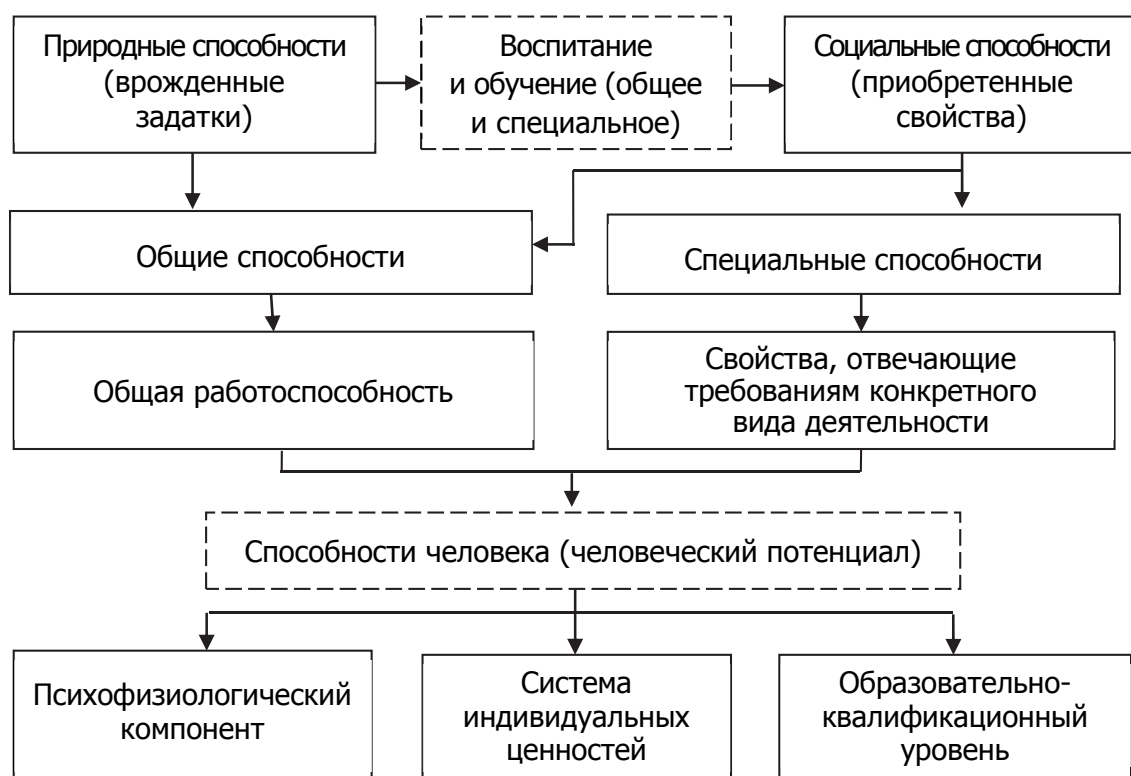 Природные способности
(врожденные
задатки)
Воспитание
и обучение (общее
и специальное)
Социальные способности
(приобретенные
свойства)
Общие способности
Специальные способности
Общая работоспособность
Свойства, отвечающие
требованиям конкретного
вида деятельности
Способности человека (человеческий потенциал)
Психофизиологический
компонент
Система
индивидуальных
ценностей
Образовательно-
квалификационный
уровень